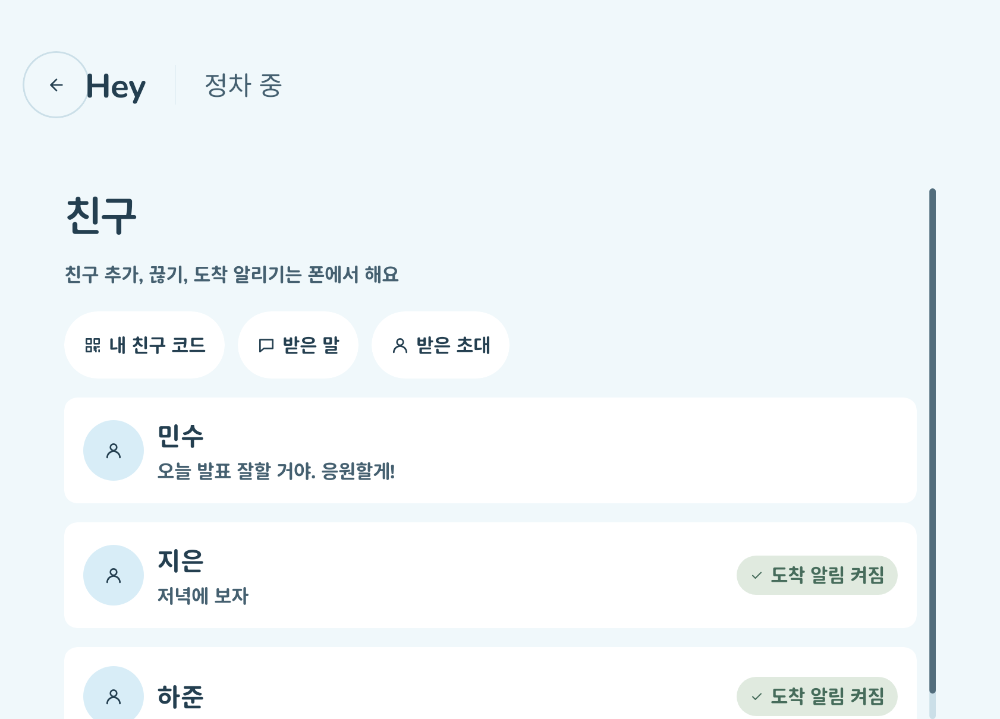 Hey 정차 중
친구
친구 추가, 끊기, 도착 알리기는 폰에서 해요
내 친구 코드 받은 말 받은 초대
민수
오늘 발표 잘할 거야. 응원할게!
지은
저녁에 보자
도착 알림 켜짐
하준
도착 알림 켜짐